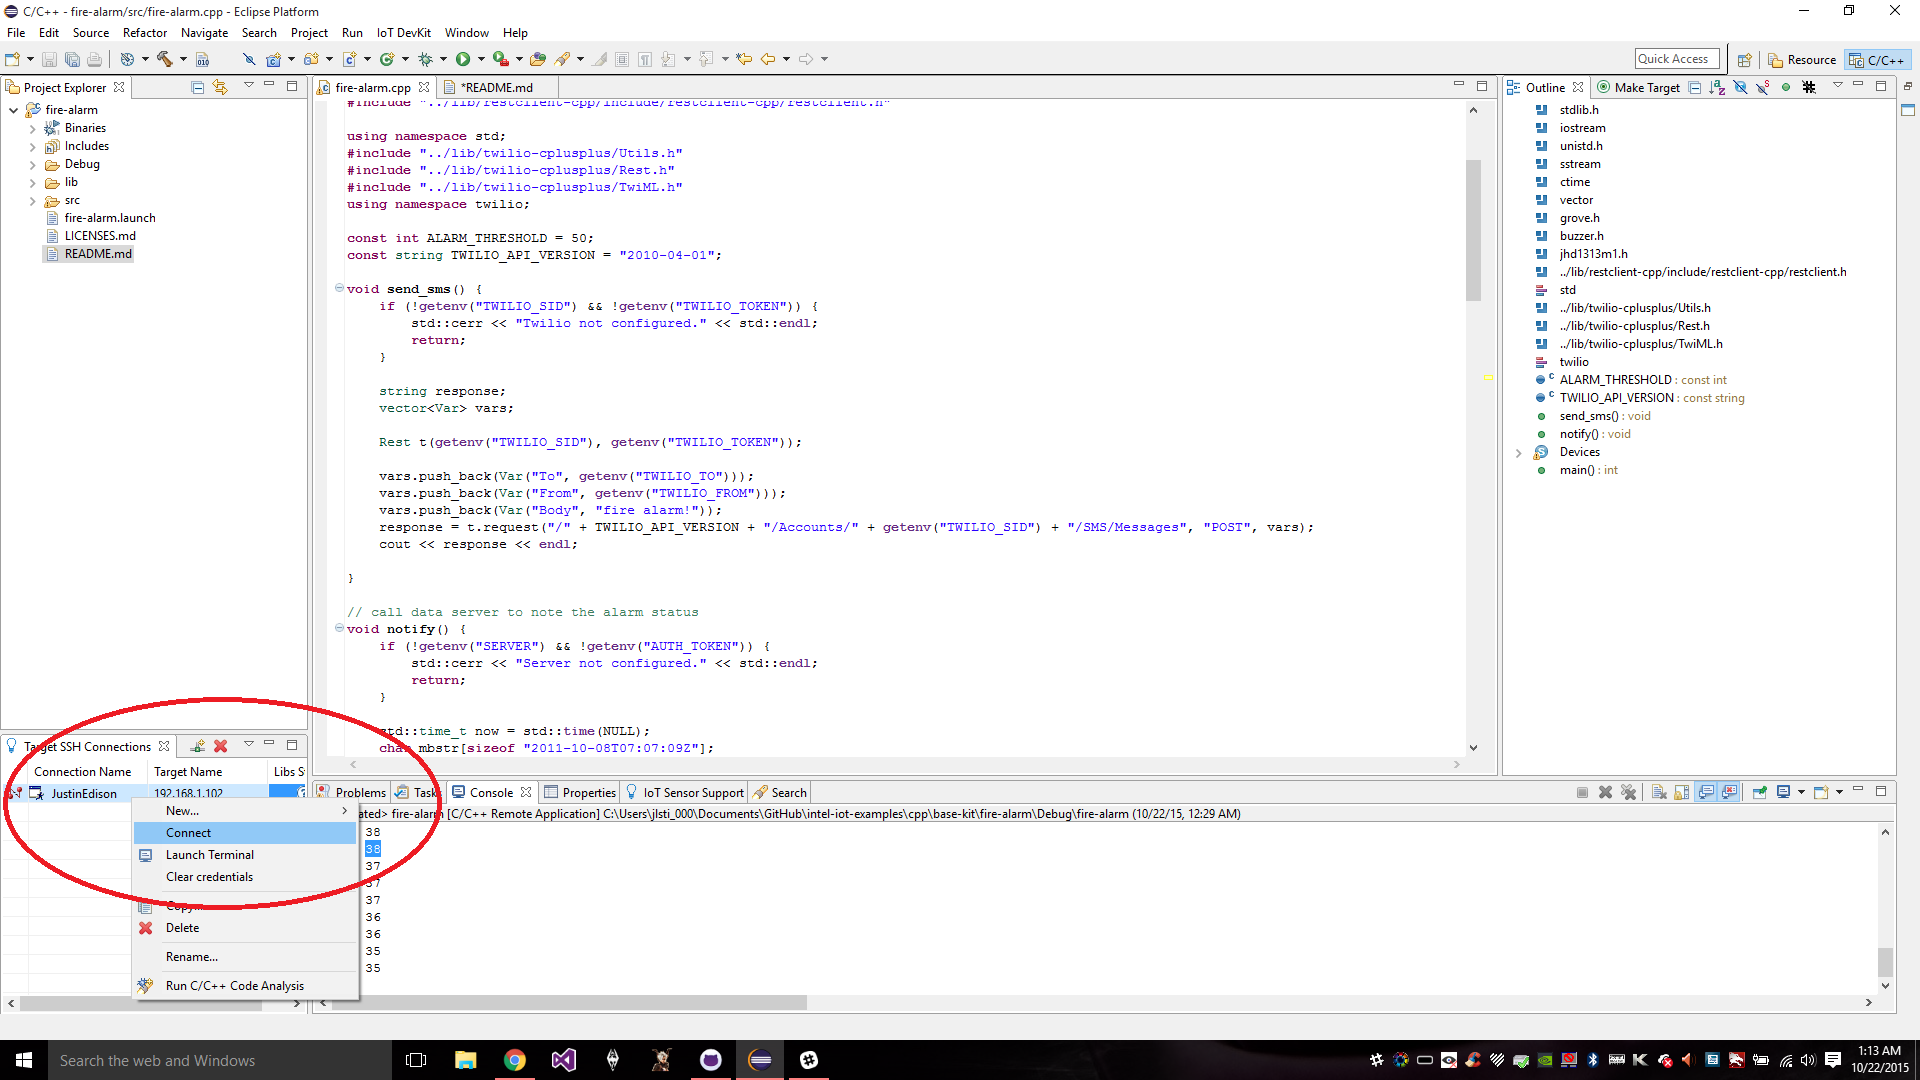 C/C++ - fire-alarm/src/fire-alarm.cpp - Eclipse Platform
File Edit Source Refactor Navigate Search Project Run IoT DevKit Window Help
Quick Access
Resource
C/C++
Project Explorer
fire-alarm
Binaries
Includes
Debug
lib
src
fire-alarm.launch
LICENSES.md
README.md
fire-alarm.cpp
*README.md
#include "../lib/restclient-cpp/include/restclient-cpp/restclient.h"
using namespace std;
#include "../lib/twilio-cplusplus/Utils.h"
#include "../lib/twilio-cplusplus/Rest.h"
#include "../lib/twilio-cplusplus/TwiML.h"
using namespace twilio;
const int ALARM_THRESHOLD = 50;
const string TWILIO_API_VERSION = "2010-04-01";
void send_sms() {
if (!getenv("TWILIO_SID") && !getenv("TWILIO_TOKEN")) {
std::cerr << "Twilio not configured." << std::endl;
return;
}
string response;
vector<Var> vars;
Rest t(getenv("TWILIO_SID"), getenv("TWILIO_TOKEN"));
vars.push_back(Var("To", getenv("TWILIO_TO")));
vars.push_back(Var("From", getenv("TWILIO_FROM")));
vars.push_back(Var("Body", "fire alarm!"));
response = t.request("/" + TWILIO_API_VERSION + "/Accounts/" + getenv("TWILIO_SID") + "/SMS/Messages", "POST", vars);
cout << response << endl;
}
// call data server to note the alarm status
void notify() {
if (!getenv("SERVER") && !getenv("AUTH_TOKEN")) {
std::cerr << "Server not configured." << std::endl;
return;
}
std::time_t now = std::time(NULL);
char mbstr[sizeof "2011-10-08T07:07:09Z"];
Outline
Make Target
stdlib.h
iostream
unistd.h
sstream
ctime
vector
grove.h
buzzer.h
jhd1313m1.h
../lib/restclient-cpp/include/restclient-cpp/restclient.h
std
../lib/twilio-cplusplus/Utils.h
../lib/twilio-cplusplus/Rest.h
../lib/twilio-cplusplus/TwiML.h
twilio
ALARM_THRESHOLD : const int
TWILIO_API_VERSION : const string
send_sms() : void
notify() : void
Devices
main() : int
Target SSH Connections
Connection Name Target Name Libs S
JustinEdison 192.168.1.102
New...
Connect
Launch Terminal
Clear credentials
Copy...
Delete
Rename...
Run C/C++ Code Analysis
Problems Task Console Properties IoT Sensor Support Search
ated> fire-alarm [C/C++ Remote Application] C:\Users\jlsti_000\Documents\GitHub\intel-iot-examples\cpp\base-kit\fire-alarm\Debug\fire-alarm (10/22/15, 12:29 AM)
38
38
37
37
37
36
36
35
35
Search the web and Windows
1:13 AM
10/22/2015